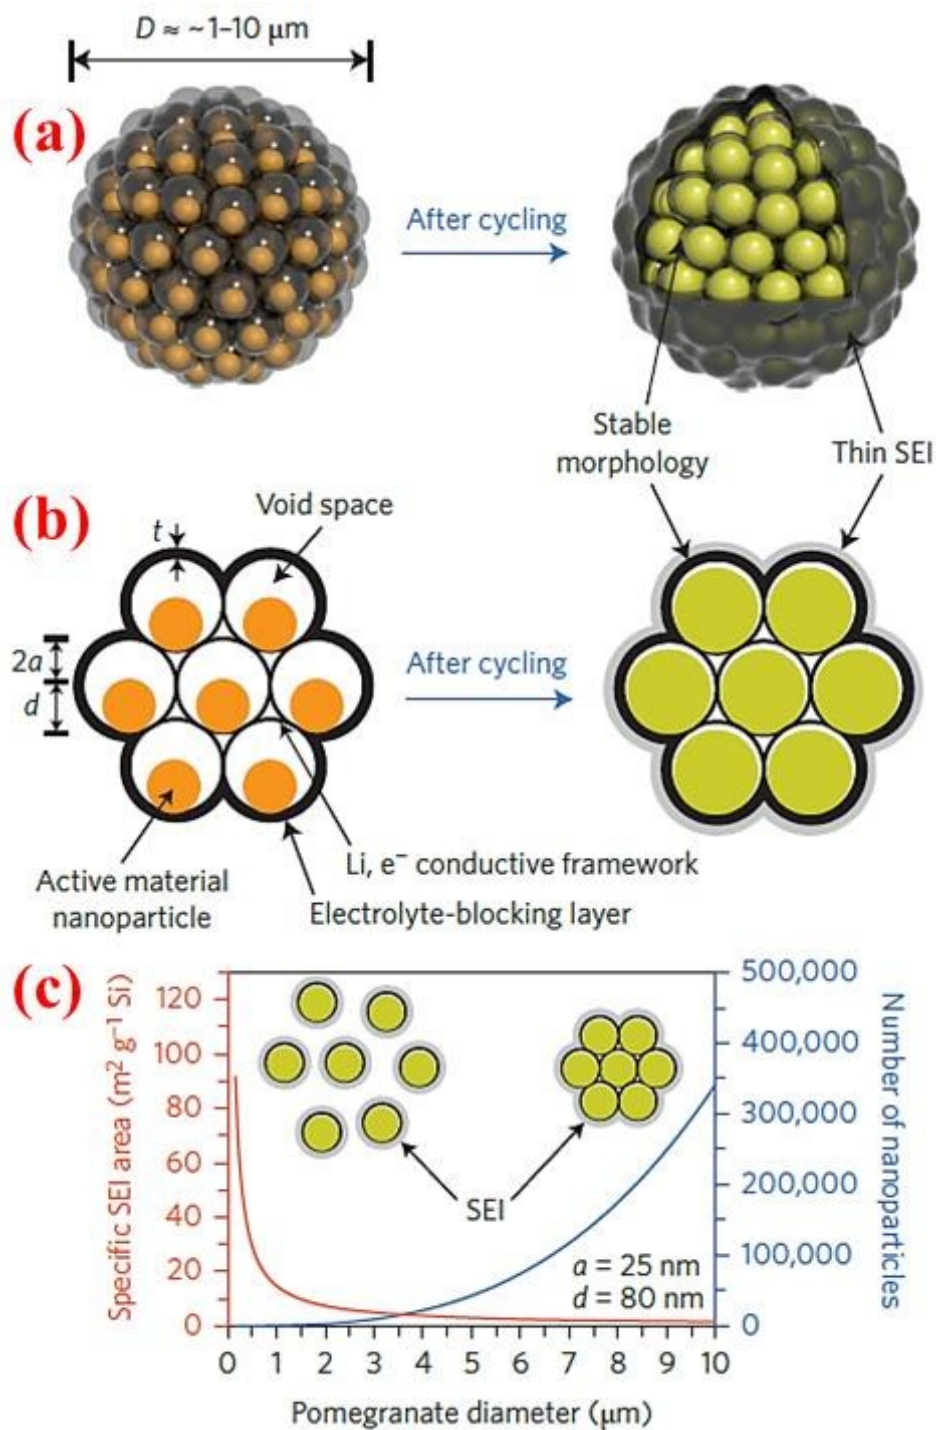 D ≈ ~1–10 μm
(a)
After cycling
Stable
morphology
Thin SEI
(b)
t
Void space
2a
d
After cycling
Active material
nanoparticle
Li, e⁻ conductive framework
Electrolyte-blocking layer
(c)
Specific SEI area (m² g⁻¹ Si)
120
100
80
60
40
20
0
SEI
a = 25 nm
d = 80 nm
500,000
400,000
300,000
200,000
100,000
0
Number of nanoparticles
0 1 2 3 4 5 6 7 8 9 10
Pomegranate diameter (μm)